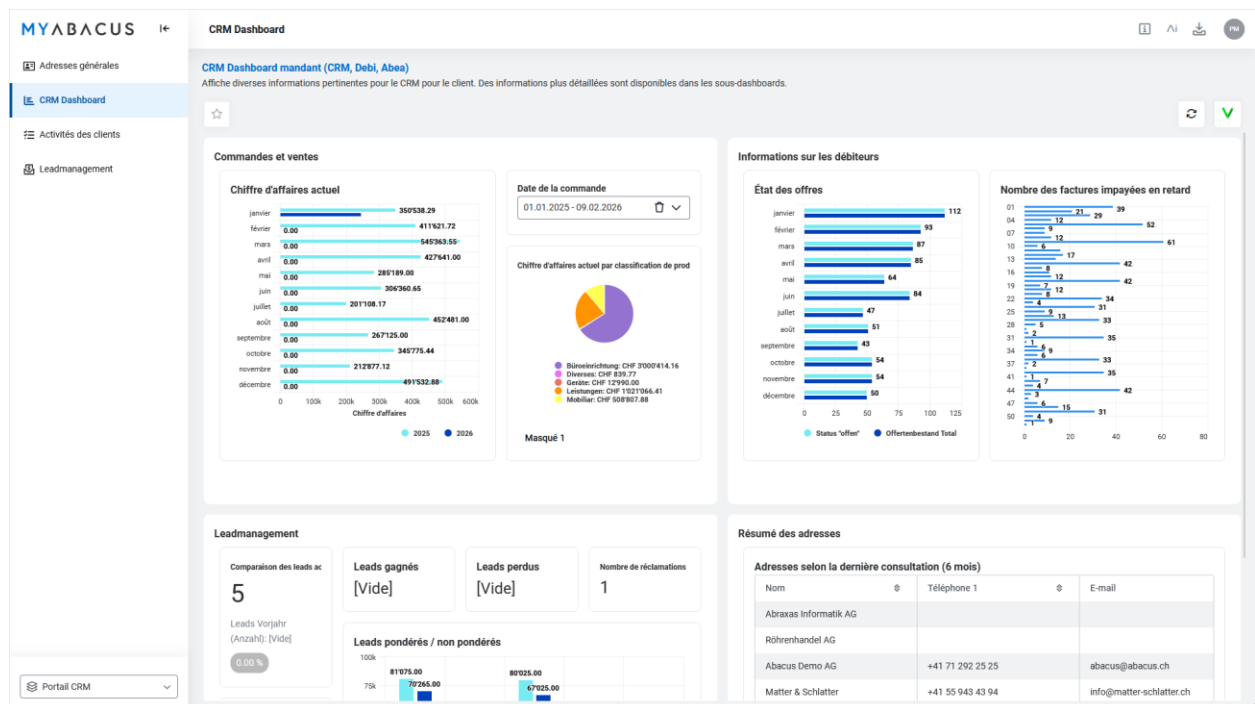 MYΛBΛCUS
Adresses générales
CRM Dashboard
Activités des clients
Leadmanagement
Portail CRM
CRM Dashboard
PM
CRM Dashboard mandant (CRM, Debi, Abea)
Affiche diverses informations pertinentes pour le CRM pour le client. Des informations plus détaillées sont disponibles dans les sous-dashboards.
Commandes et ventes
Chiffre d'affaires actuel
janvier 350'538.29
février 0.00 411'621.72
mars 0.00 545'363.55
avril 0.00 427'641.00
mai 0.00 285'189.00
juin 0.00 306'360.65
juillet 0.00 201'108.17
août 0.00 452'481.00
septembre 0.00 267'125.00
octobre 0.00 345'775.44
novembre 0.00 212'877.12
décembre 0.00 491'532.88
0 100k 200k 300k 400k 500k 600k
Chiffre d'affaires
2025 2026
Date de la commande
01.01.2025 - 09.02.2026
Chiffre d'affaires actuel par classification de prod
Büroeinrichtung: CHF 3'000'414.16
Diverses: CHF 839.77
Geräte: CHF 12'990.00
Leistungen: CHF 1'021'066.41
Mobiliar: CHF 508'807.88
Masqué 1
Informations sur les débiteurs
État des offres
janvier 112
février 93
mars 87
avril 85
mai 64
juin 84
juillet 47
août 51
septembre 43
octobre 54
novembre 54
décembre 50
0 25 50 75 100 125
Status "offen" Offertenbestand Total
Nombre des factures impayées en retard
01 39
21
29
04 12
52
9
07
12
61
10 6
17
13
42
8
16
12
42
19 7
12
8
22 34
4
31
25 9
13
33
28 5
2
31 35
1
6
34 9
6
33
37 2
35
41 1
7
4
44 42
3
47 6
15
31
50 4
9
1
0 20 40 60 80
Leadmanagement
Comparaison des leads ac
5
Leads Vorjahr
(Anzahl): [Vide]
0.00 %
Leads gagnés
[Vide]
Leads perdus
[Vide]
Nombre de réclamations
1
Leads pondérés / non pondérés
100k
81'075.00 80'025.00
75k 70'265.00 67'025.00
Résumé des adresses
Adresses selon la dernière consultation (6 mois)
Nom Téléphone 1 E-mail
Abraxas Informatik AG
Röhrenhandel AG
Abacus Demo AG +41 71 292 25 25 abacus@abacus.ch
Matter & Schlatter +41 55 943 43 94 info@matter-schlatter.ch